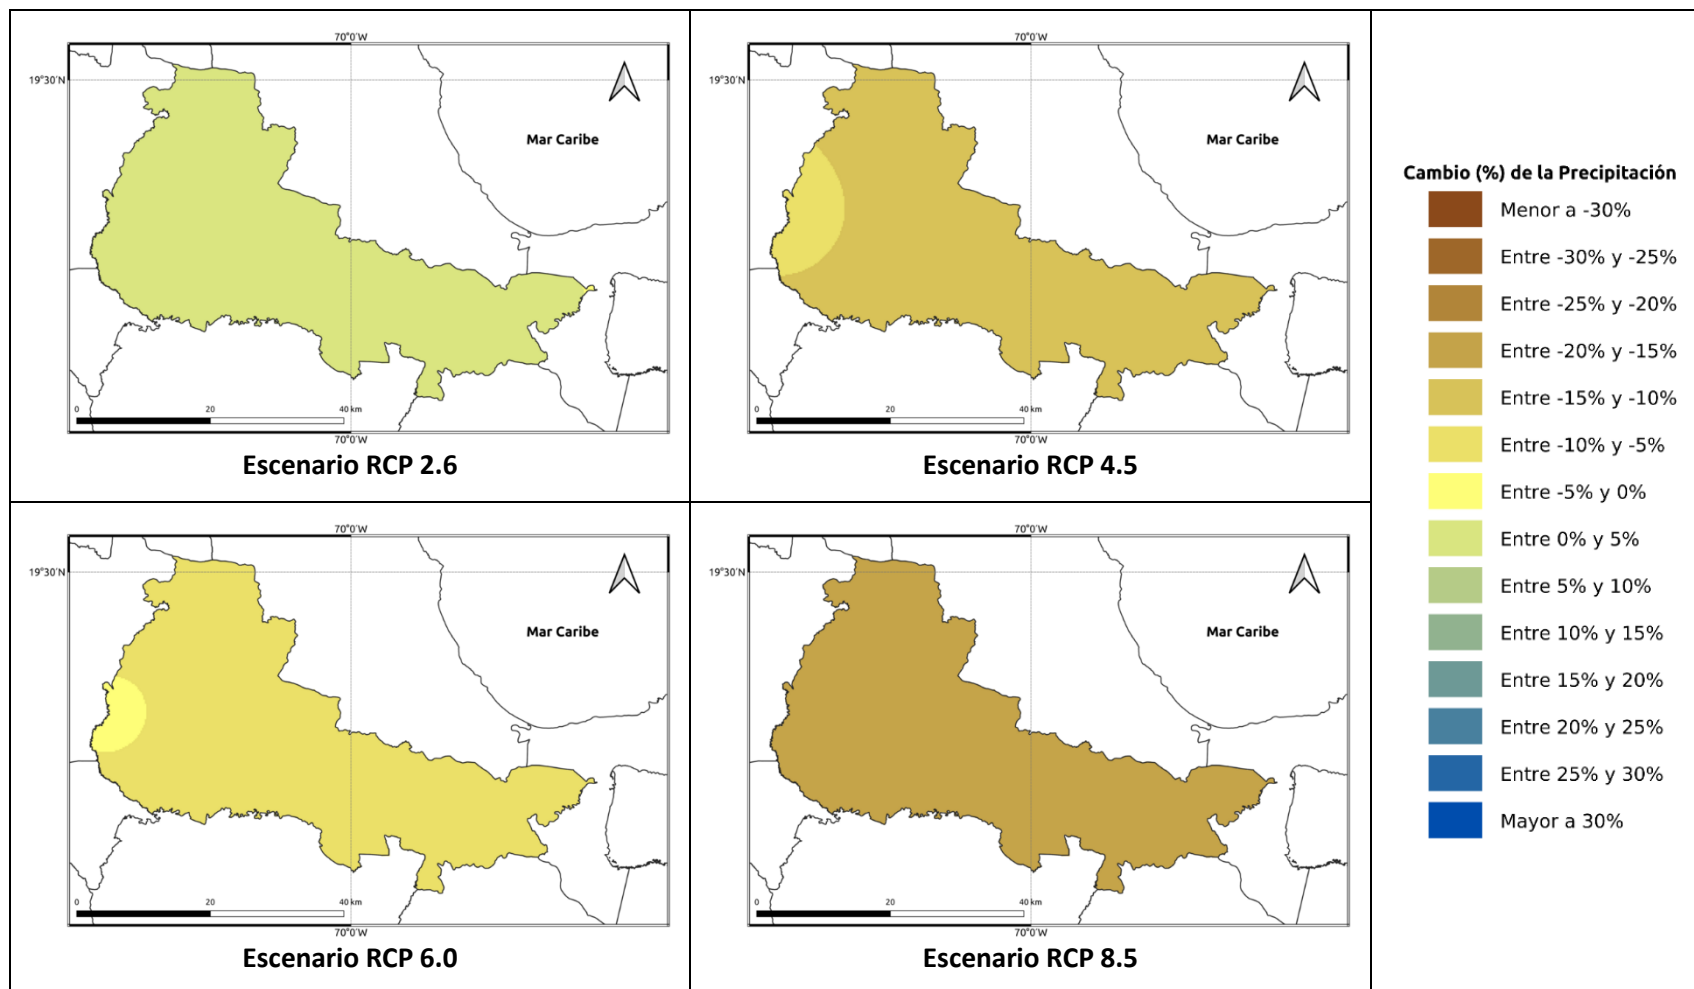 70°0'W
19°30'N
Mar Caribe
0 20 40 km
70°0'W
Escenario RCP 2.6
70°0'W
19°30'N
Mar Caribe
0 20 40 km
70°0'W
Escenario RCP 4.5
70°0'W
19°30'N
Mar Caribe
0 20 40 km
70°0'W
Escenario RCP 6.0
70°0'W
19°30'N
Mar Caribe
0 20 40 km
70°0'W
Escenario RCP 8.5
Cambio (%) de la Precipitación
Menor a -30%
Entre -30% y -25%
Entre -25% y -20%
Entre -20% y -15%
Entre -15% y -10%
Entre -10% y -5%
Entre -5% y 0%
Entre 0% y 5%
Entre 5% y 10%
Entre 10% y 15%
Entre 15% y 20%
Entre 20% y 25%
Entre 25% y 30%
Mayor a 30%